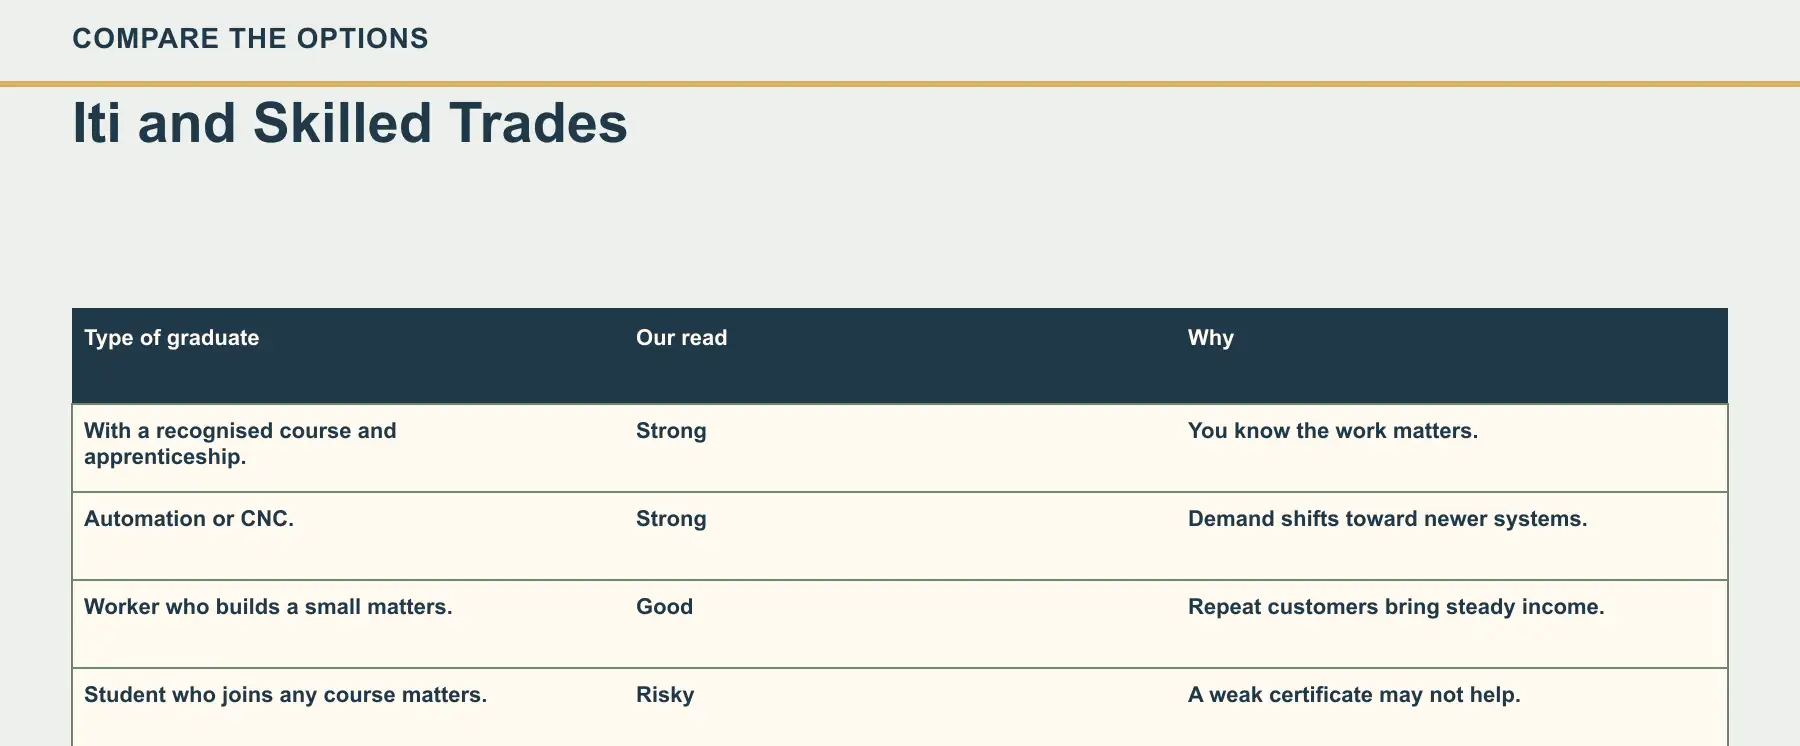 COMPARE THE OPTIONS
Iti and Skilled Trades
Type of graduate Our read Why
With a recognised course and Strong You know the work matters.
apprenticeship.
Automation or CNC. Strong Demand shifts toward newer systems.
Worker who builds a small matters. Good Repeat customers bring steady income.
Student who joins any course matters. Risky A weak certificate may not help.